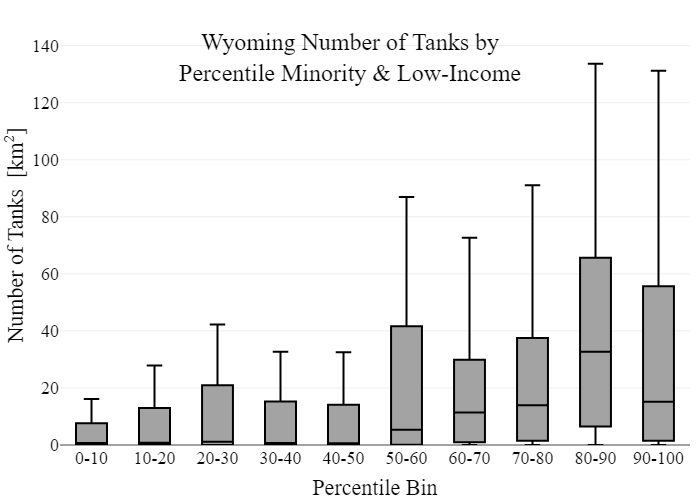 Wyoming Number of Tanks by
Percentile Minority & Low-Income
Number of Tanks [km²]
140
120
100
80
60
40
20
0
0-10 10-20 20-30 30-40 40-50 50-60 60-70 70-80 80-90 90-100
Percentile Bin